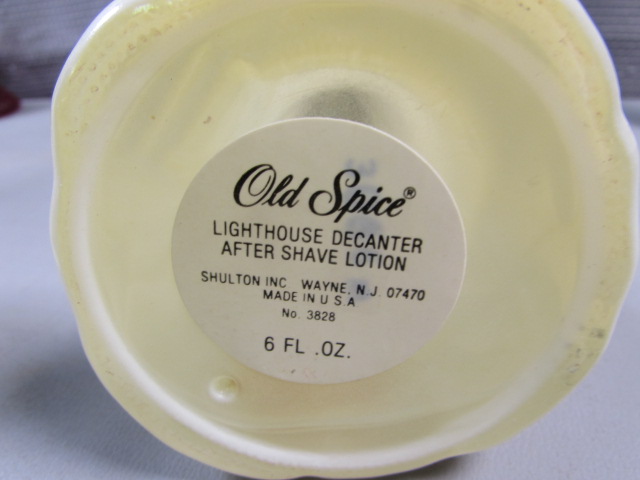 Old Spice®
LIGHTHOUSE DECANTER
AFTER SHAVE LOTION
SHULTON INC WAYNE, N.J. 07470
MADE IN U.S.A
No. 3828
6 FL .OZ.